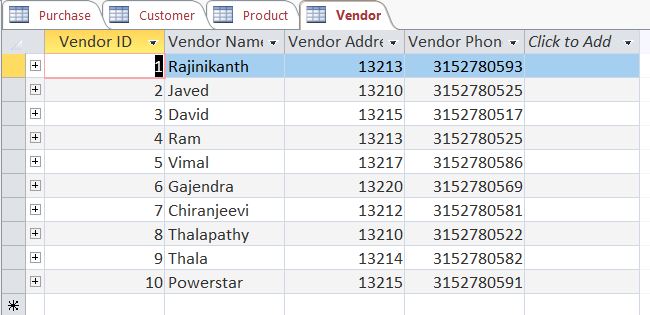 Purchase Customer Product Vendor
Vendor ID Vendor Name Vendor Addre Vendor Phon Click to Add
1 Rajinikanth 13213 3152780593
2 Javed 13210 3152780525
3 David 13215 3152780517
4 Ram 13213 3152780525
5 Vimal 13217 3152780586
6 Gajendra 13220 3152780569
7 Chiranjeevi 13212 3152780581
8 Thalapathy 13210 3152780522
9 Thala 13214 3152780582
10 Powerstar 13215 3152780591